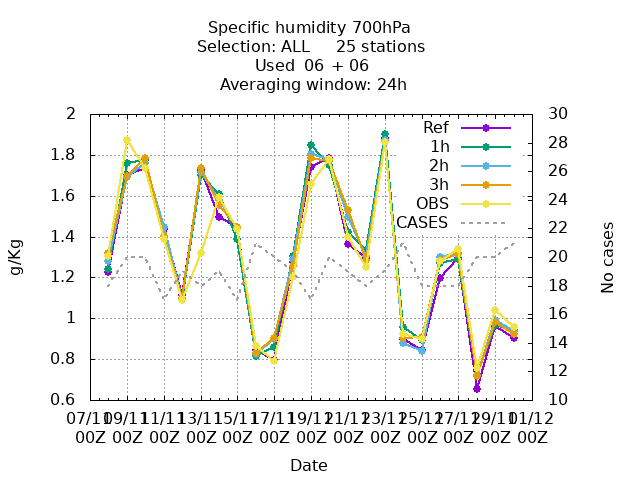 Specific humidity 700hPa
Selection: ALL 25 stations
Used 06 + 06
Averaging window: 24h
2
1.8
1.6
1.4
1.2
1
0.8
0.6
g/Kg
30
28
26
24
22
20
18
16
14
12
10
No cases
Ref
1h
2h
3h
OBS
CASES
07/11 09/11 11/11 13/11 15/11 17/11 19/11 21/11 23/11 25/11 27/11 29/11 01/12
00Z 00Z 00Z 00Z 00Z 00Z 00Z 00Z 00Z 00Z 00Z 00Z 00Z
Date